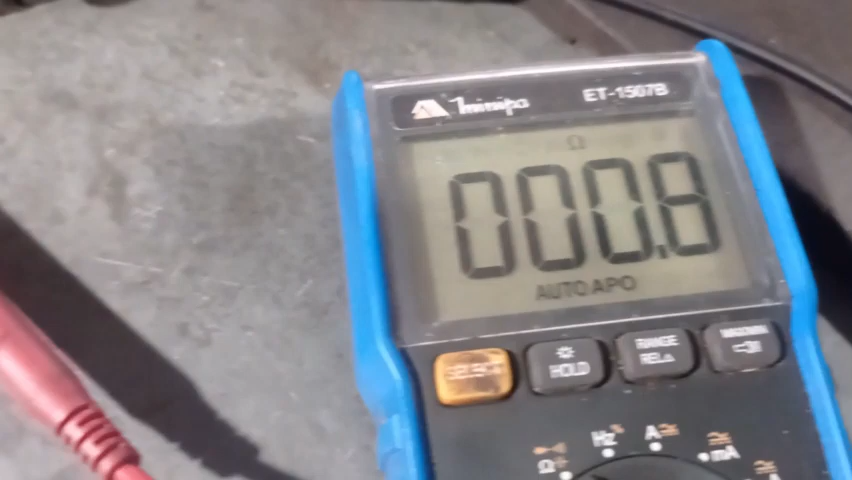 Minipa ET-1507B
Ω
000.8
AUTO APO
SELECT
HOLD
RANGE
REL△
Hz%
A
Ω
mA
A